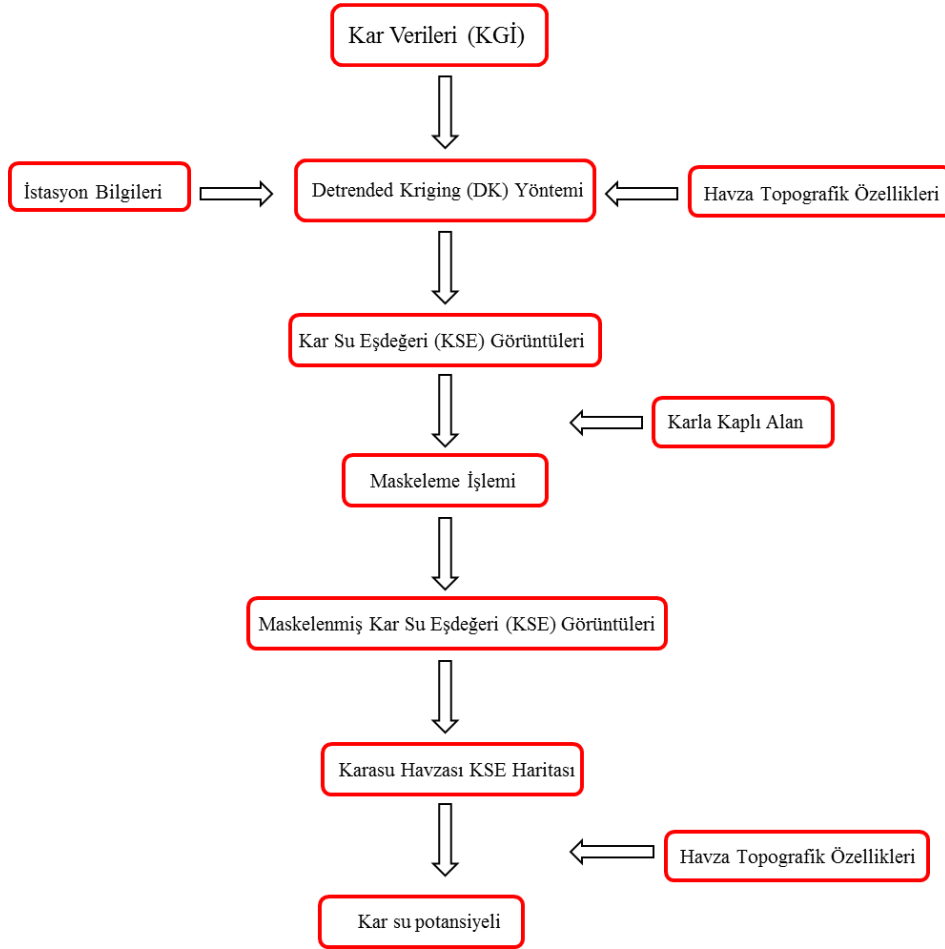 Kar Verileri (KGİ)
İstasyon Bilgileri
Detrended Kriging (DK) Yöntemi
Havza Topografik Özellikleri
Kar Su Eşdeğeri (KSE) Görüntüleri
Karla Kaplı Alan
Maskeleme İşlemi
Maskelenmiş Kar Su Eşdeğeri (KSE) Görüntüleri
Karasu Havzası KSE Haritası
Havza Topografik Özellikleri
Kar su potansiyeli